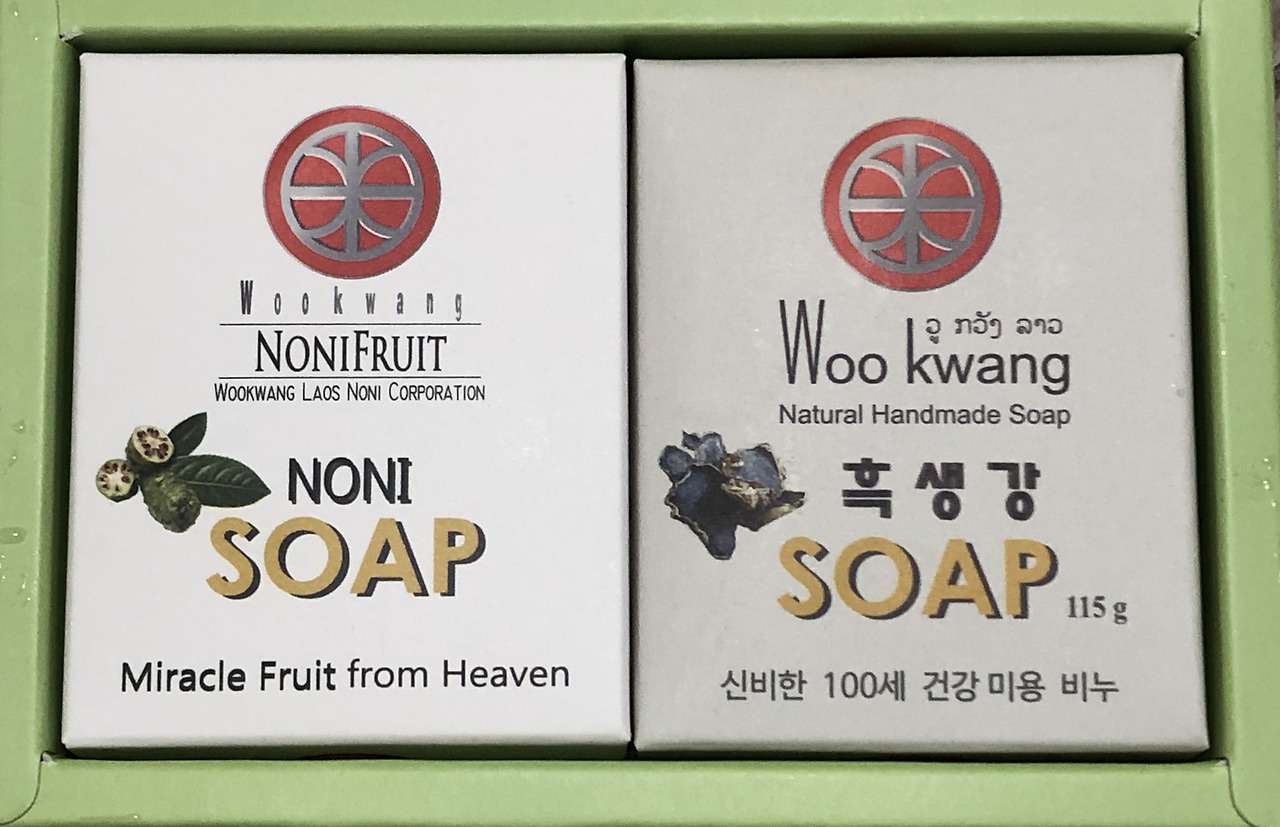 Wookwang
NONIFRUIT
WOOKWANG LAOS NONI CORPORATION
NONI
SOAP
Miracle Fruit from Heaven
ວູ ກວັງ ລາວ
Woo kwang
Natural Handmade Soap
흑생강
SOAP 115 g
신비한 100세 건강 미용 비누